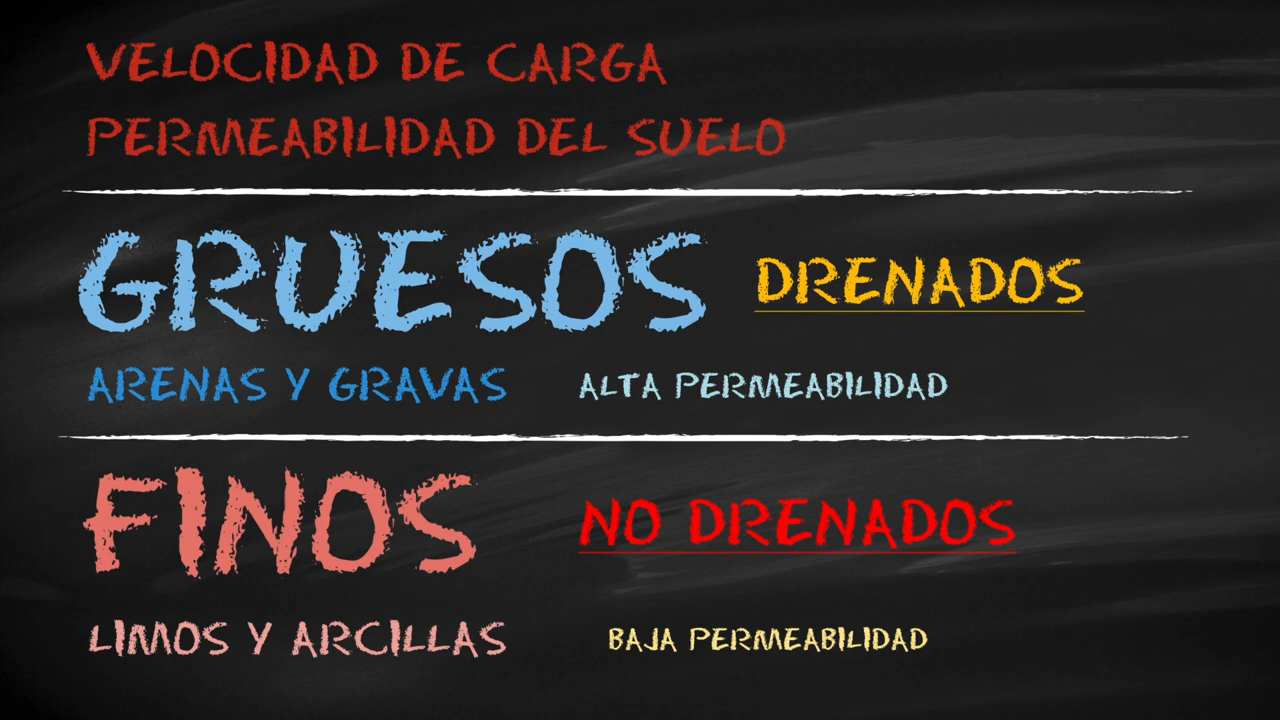 VELOCIDAD DE CARGA
PERMEABILIDAD DEL SUELO
GRUESOS DRENADOS
ARENAS Y GRAVAS ALTA PERMEABILIDAD
FINOS NO DRENADOS
LIMOS Y ARCILLAS BAJA PERMEABILIDAD